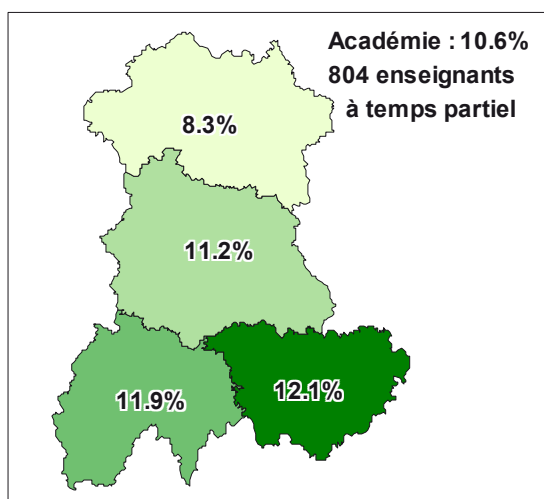 Académie : 10.6%
804 enseignants
à temps partiel
8.3%
11.2%
11.9%
12.1%